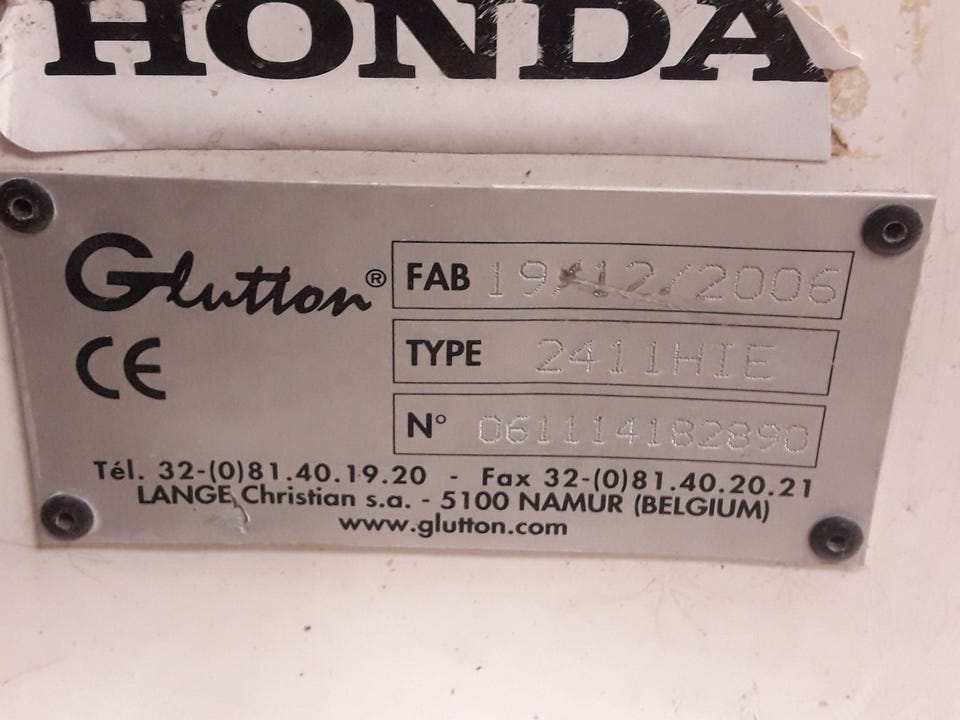 HONDA
Glutton®
CE
FAB 19/12/2006
TYPE 2411HIE
N° 0611114182890
Tél. 32-(0)81.40.19.20 - Fax 32-(0)81.40.20.21
LANGE Christian s.a. - 5100 NAMUR (BELGIUM)
www.glutton.com